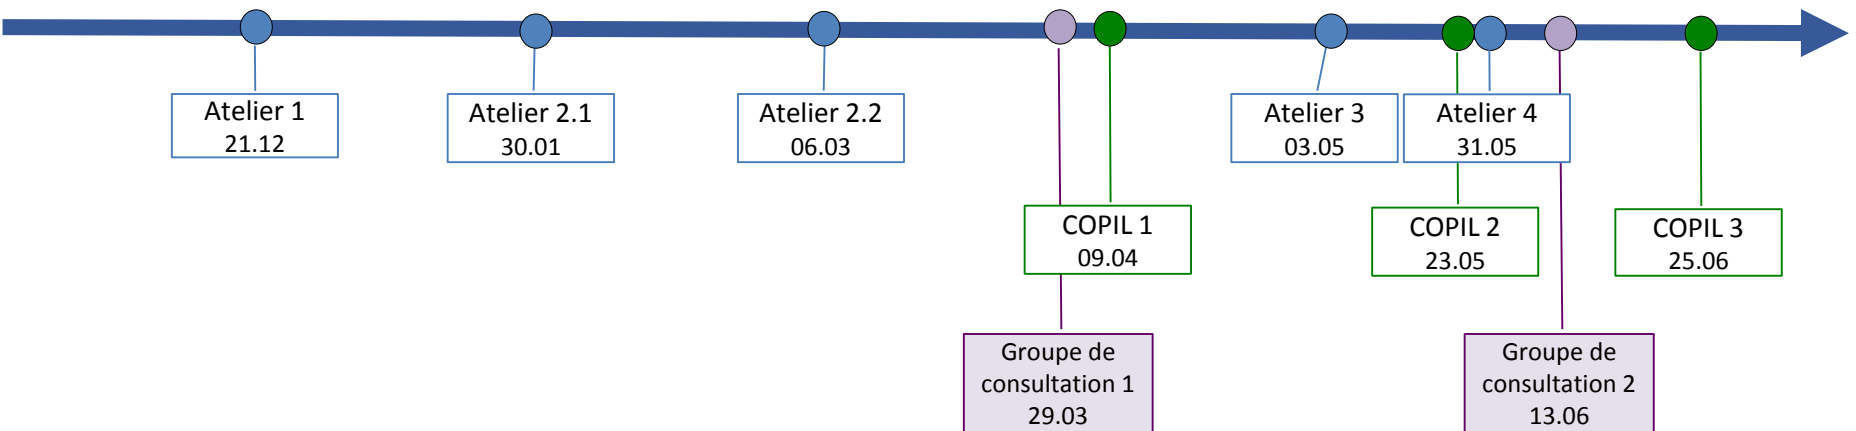 Atelier 1
21.12
Atelier 2.1
30.01
Atelier 2.2
06.03
Atelier 3
03.05
Atelier 4
31.05
COPIL 1
09.04
COPIL 2
23.05
COPIL 3
25.06
Groupe de
consultation 1
29.03
Groupe de
consultation 2
13.06